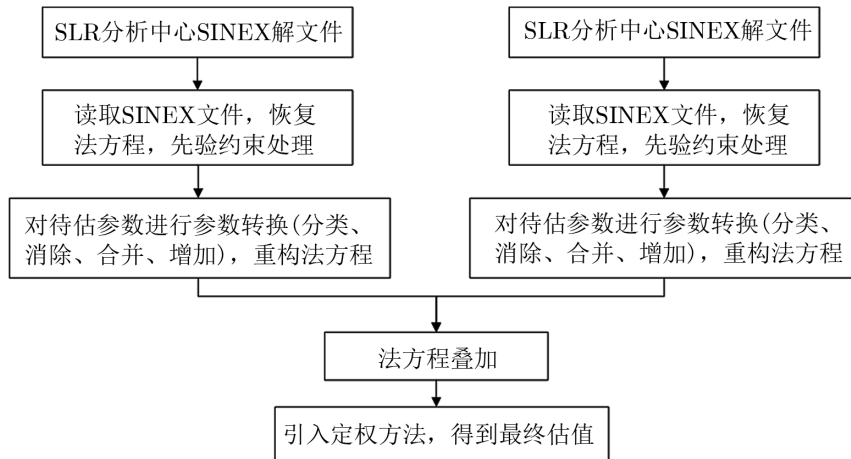 SLR分析中心SINEX解文件
SLR分析中心SINEX解文件
读取SINEX文件，恢复
法方程，先验约束处理
读取SINEX文件，恢复
法方程，先验约束处理
对待估参数进行参数转换(分类、
消除、合并、增加)，重构法方程
对待估参数进行参数转换(分类、
消除、合并、增加)，重构法方程
法方程叠加
引入定权方法，得到最终估值